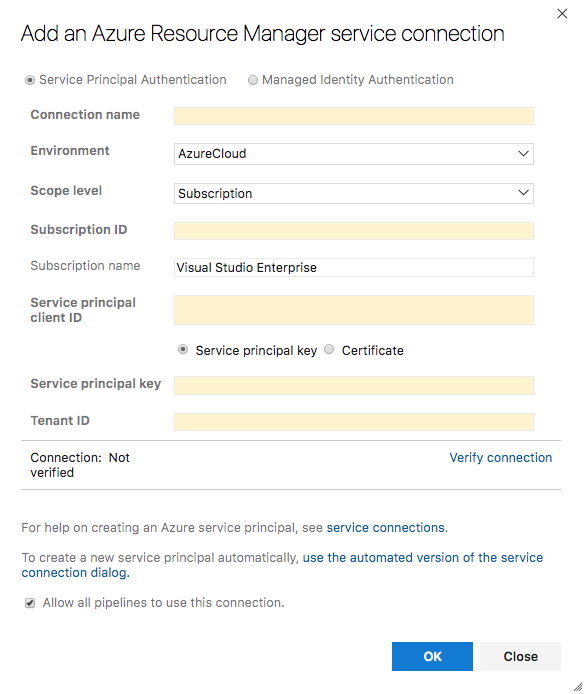 Add an Azure Resource Manager service connection
Service Principal Authentication Managed Identity Authentication
Connection name
Environment AzureCloud
Scope level Subscription
Subscription ID
Subscription name Visual Studio Enterprise
Service principal
client ID
Service principal key Certificate
Service principal key
Tenant ID
Connection: Not Verify connection
verified
For help on creating an Azure service principal, see service connections.
To create a new service principal automatically, use the automated version of the service
connection dialog.
Allow all pipelines to use this connection.
OK Close